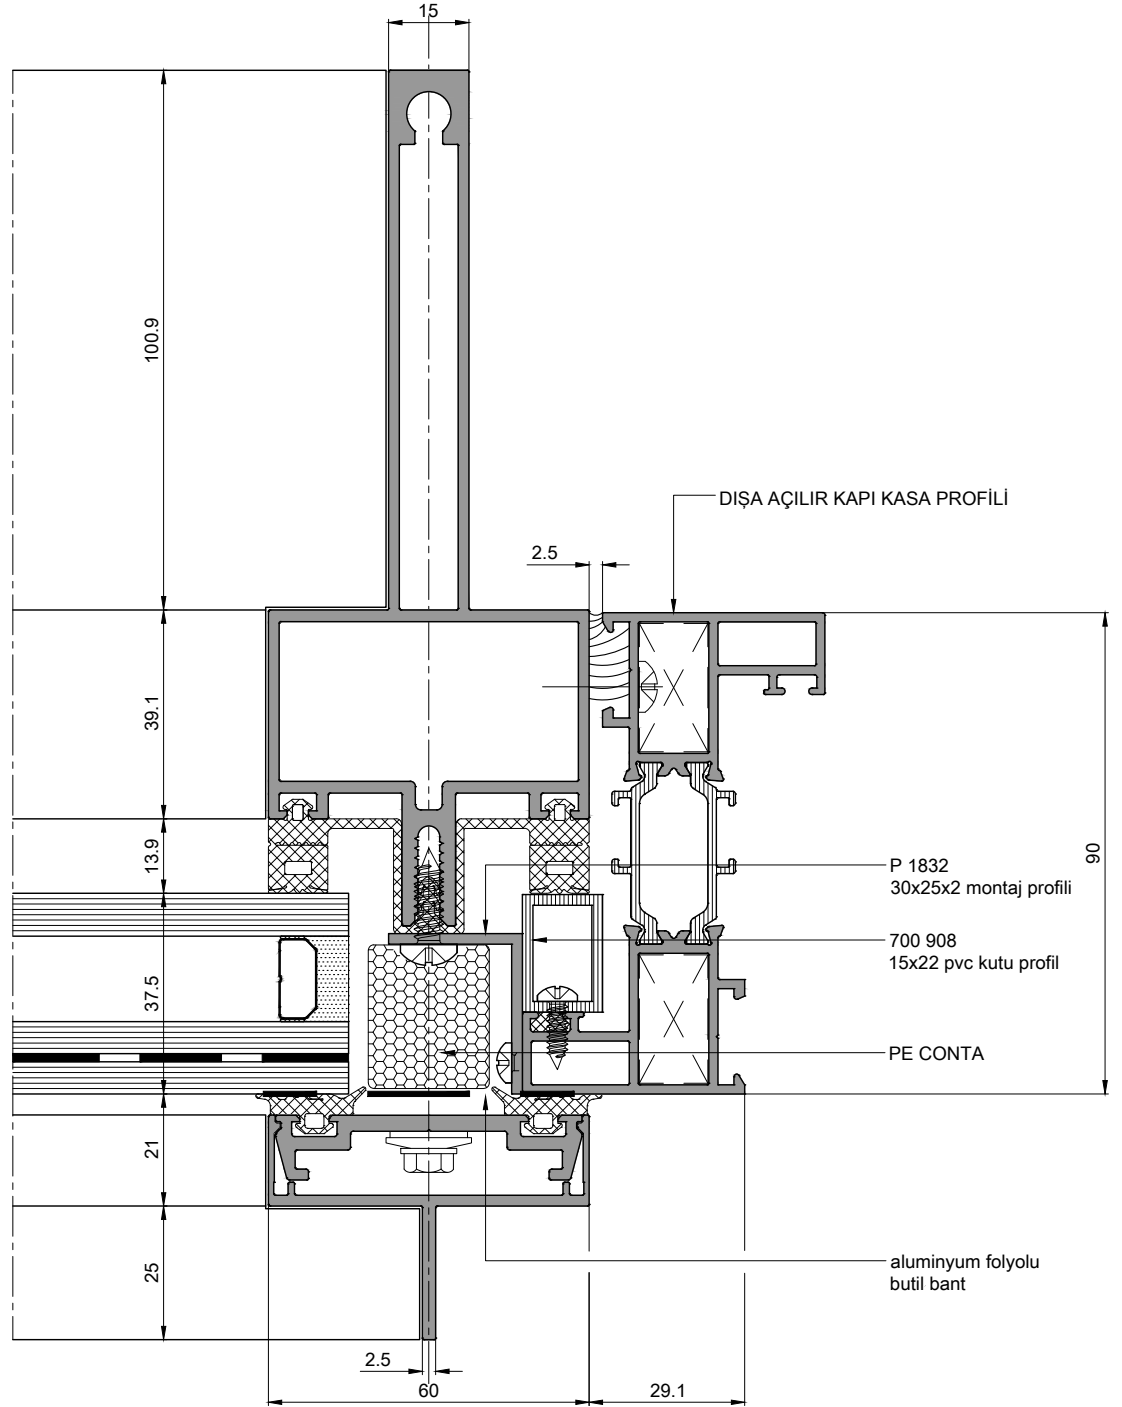 15
100.9
DIŞA AÇILIR KAPI KASA PROFİLİ
2.5
39.1
13.9
90
P 1832
30x25x2 montaj profili
700 908
15x22 pvc kutu profil
37.5
PE CONTA
21
aluminyum folyolu
butil bant
25
2.5
60
29.1